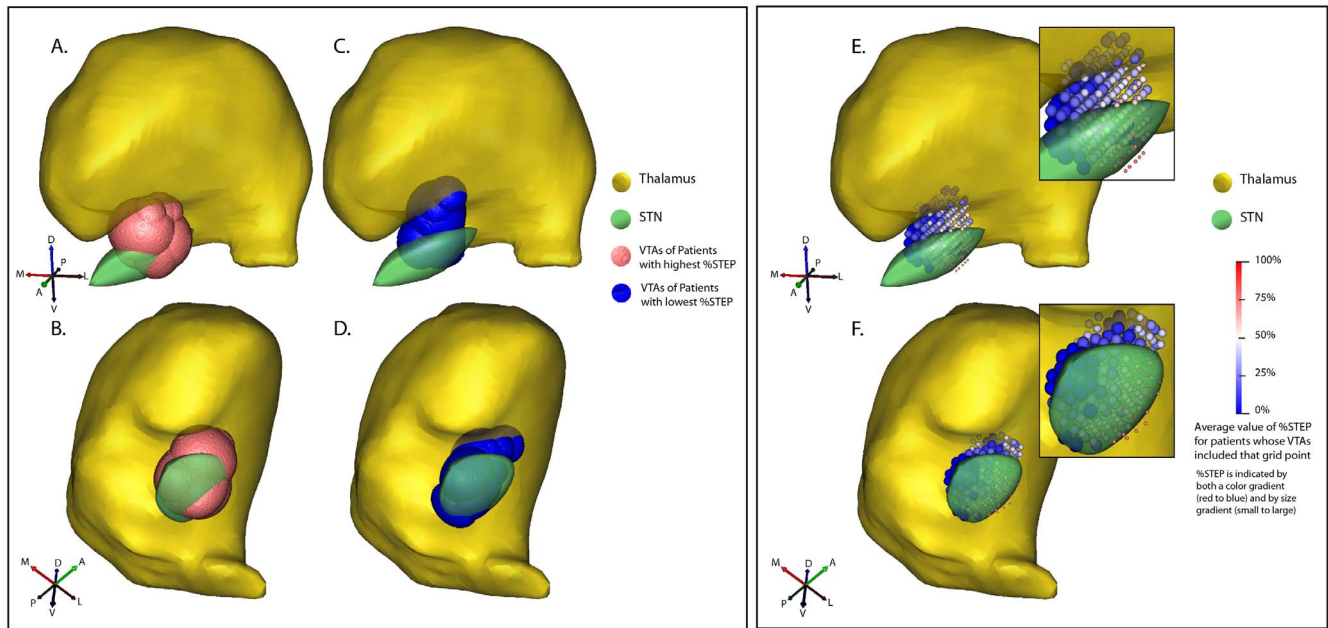 A.
C.
Thalamus
STN
VTAs of Patients
with highest %STEP
VTAs of Patients
with lowest %STEP
D
P
M
L
A
V
B.
D.
M
D
A
P
L
V
E.
Thalamus
STN
D
P
M
L
A
V
100%
75%
50%
25%
0%
Average value of %STEP
for patients whose VTAs
included that grid point
%STEP is indicated by
both a color gradient
(red to blue) and by size
gradient (small to large)
F.
M
D
A
P
L
V